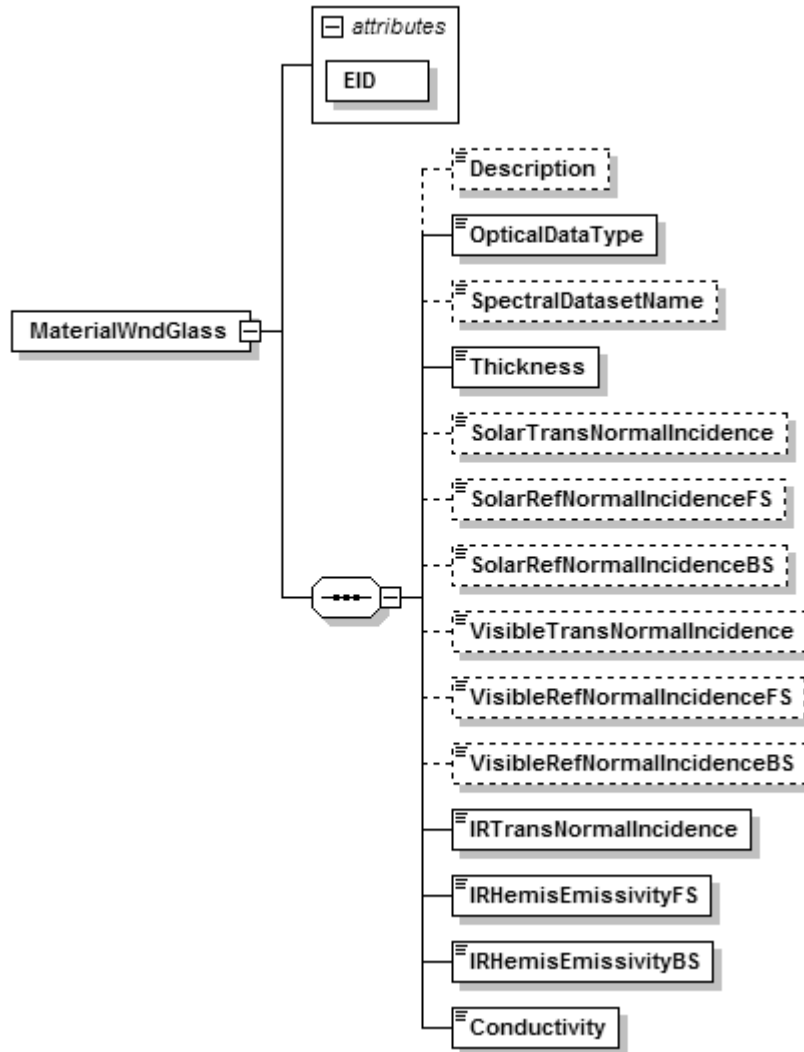 attributes
EID
Description
OpticalDataType
SpectralDatasetName
MaterialWndGlass
Thickness
SolarTransNormalIncidence
SolarRefNormalIncidenceFS
SolarRefNormalIncidenceBS
VisibleTransNormalIncidence
VisibleRefNormalIncidenceFS
VisibleRefNormalIncidenceBS
IRTransNormalIncidence
IRHemisEmissivityFS
IRHemisEmissivityBS
Conductivity